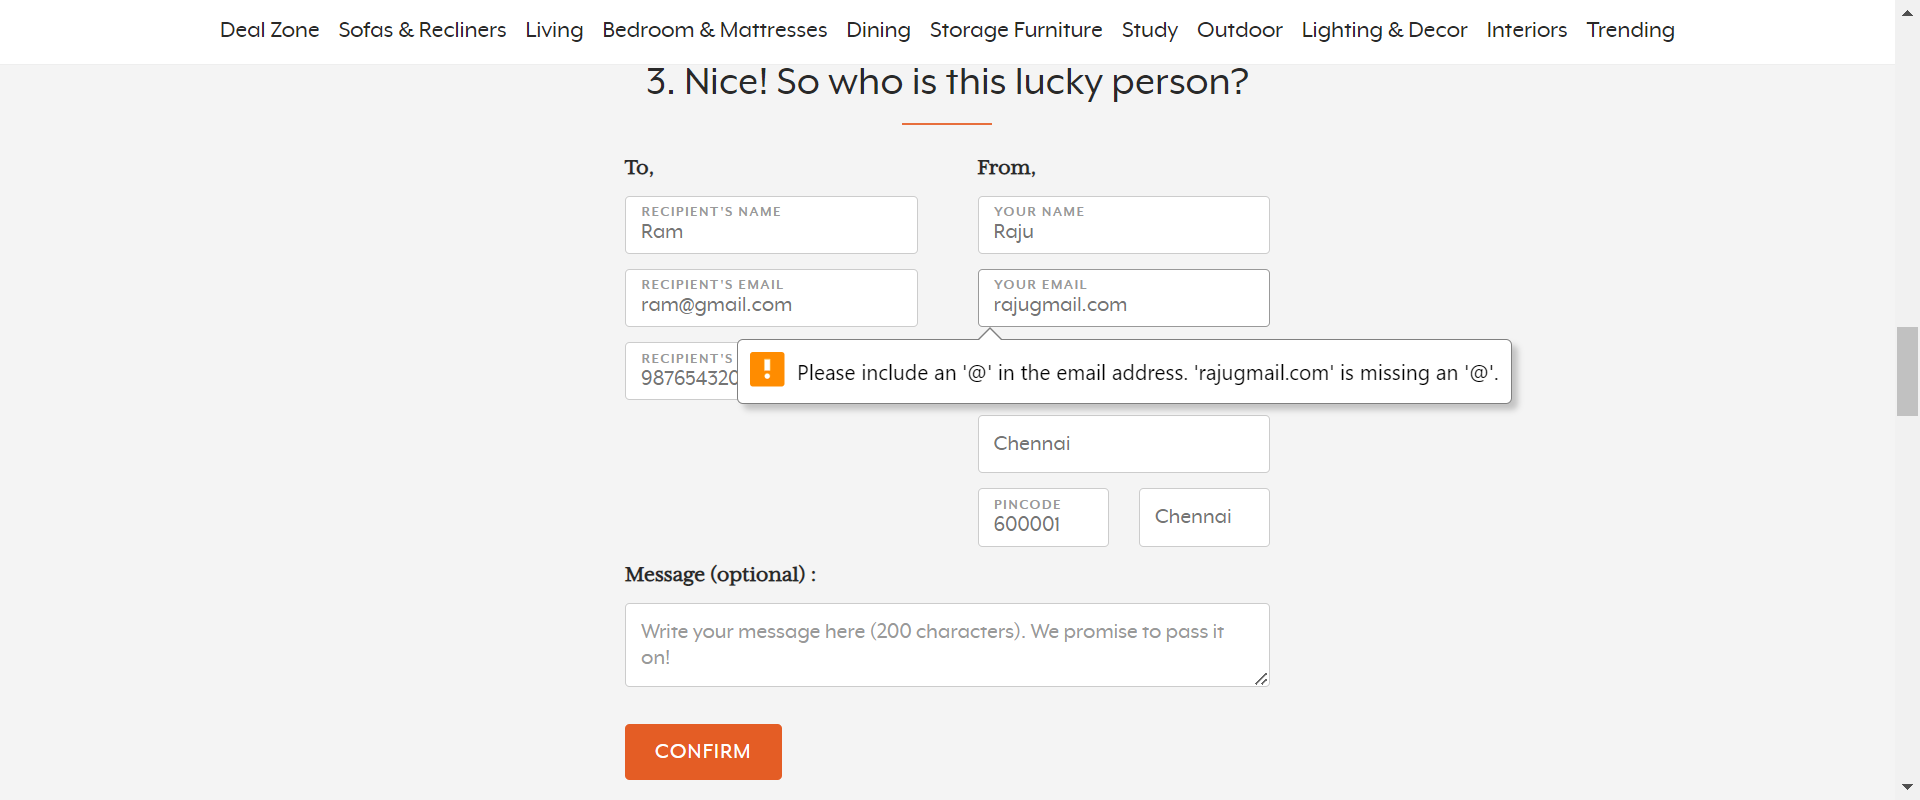 Deal Zone Sofas & Recliners Living Bedroom & Mattresses Dining Storage Furniture Study Outdoor Lighting & Decor Interiors Trending
3. Nice! So who is this lucky person?
To,
From,
RECIPIENT'S NAME
Ram
YOUR NAME
Raju
RECIPIENT'S EMAIL
ram@gmail.com
YOUR EMAIL
rajugmail.com
RECIPIENT'S
987654320
Please include an '@' in the email address. 'rajugmail.com' is missing an '@'.
Chennai
PINCODE
600001
Chennai
Message (optional) :
Write your message here (200 characters). We promise to pass it
on!
CONFIRM